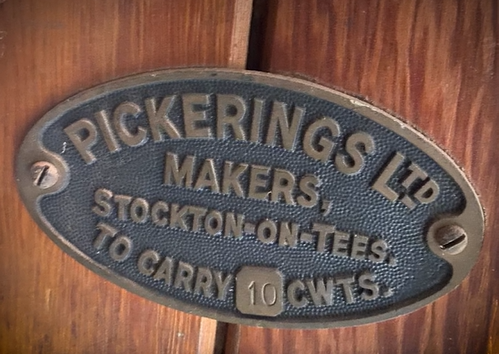 PICKERINGS LTD
MAKERS,
STOCKTON-ON-TEES.
TO CARRY 10 CWTS.